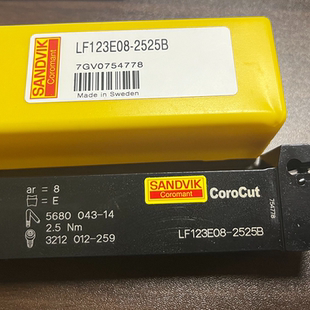 SANDVIK
Coromant
LF123E08-2525B
7GV0754778
Made in Sweden
ar = 8
= E
5680 043-14
2.5 Nm
3212 012-259
SANDVIK
Coromant
CoroCut
754778
LF123E08-2525B